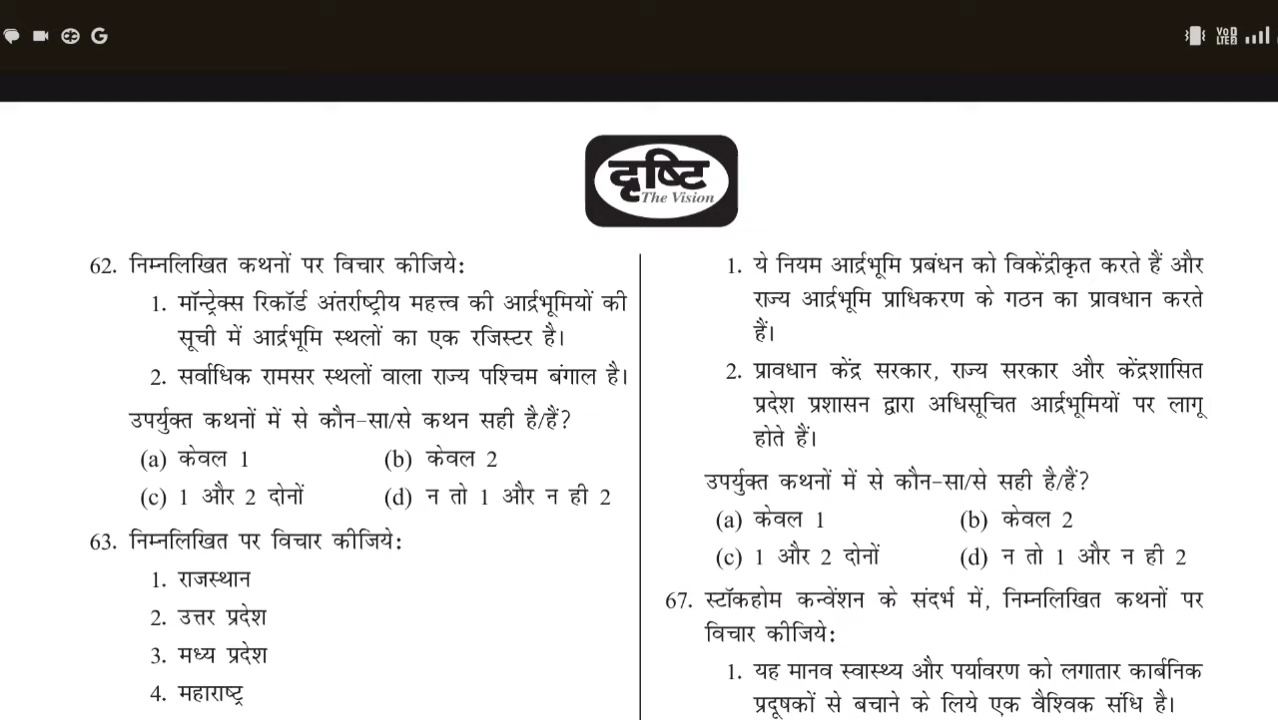 VoD
LTE2
दृष्टि
The Vision
62. निम्नलिखित कथनों पर विचार कीजिये:
1. मॉन्ट्रेक्स रिकॉर्ड अंतर्राष्ट्रीय महत्त्व की आर्द्रभूमियों की
सूची में आर्द्रभूमि स्थलों का एक रजिस्टर है।
2. सर्वाधिक रामसर स्थलों वाला राज्य पश्चिम बंगाल है।
उपर्युक्त कथनों में से कौन-सा/से कथन सही है/हैं?
(a) केवल 1 (b) केवल 2
(c) 1 और 2 दोनों (d) न तो 1 और न ही 2
63. निम्नलिखित पर विचार कीजिये:
1. राजस्थान
2. उत्तर प्रदेश
3. मध्य प्रदेश
4. महाराष्ट्र
1. ये नियम आर्द्रभूमि प्रबंधन को विकेंद्रीकृत करते हैं और
राज्य आर्द्रभूमि प्राधिकरण के गठन का प्रावधान करते
हैं।
2. प्रावधान केंद्र सरकार, राज्य सरकार और केंद्रशासित
प्रदेश प्रशासन द्वारा अधिसूचित आर्द्रभूमियों पर लागू
होते हैं।
उपर्युक्त कथनों में से कौन-सा/से सही है/हैं?
(a) केवल 1 (b) केवल 2
(c) 1 और 2 दोनों (d) न तो 1 और न ही 2
67. स्टॉकहोम कन्वेंशन के संदर्भ में, निम्नलिखित कथनों पर
विचार कीजिये:
1. यह मानव स्वास्थ्य और पर्यावरण को लगातार कार्बनिक
प्रदूषकों से बचाने के लिये एक वैश्विक संधि है।